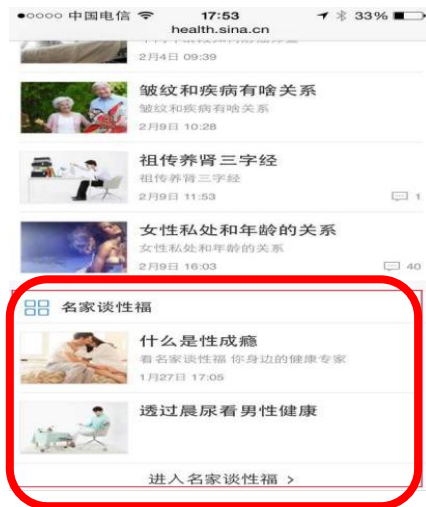 ●○○○○ 中国电信 17:53 33%
health.sina.cn
2月4日 09:39
皱纹和疾病有啥关系
皱纹和疾病有啥关系
2月9日 10:28
祖传养肾三字经
祖传养肾三字经
2月9日 11:53 1
女性私处和年龄的关系
女性私处和年龄的关系
2月9日 16:03 40
名家谈性福
什么是性成瘾
看名家谈性福 你身边的健康专家
1月27日 17:05
透过晨尿看男性健康
进入名家谈性福 >